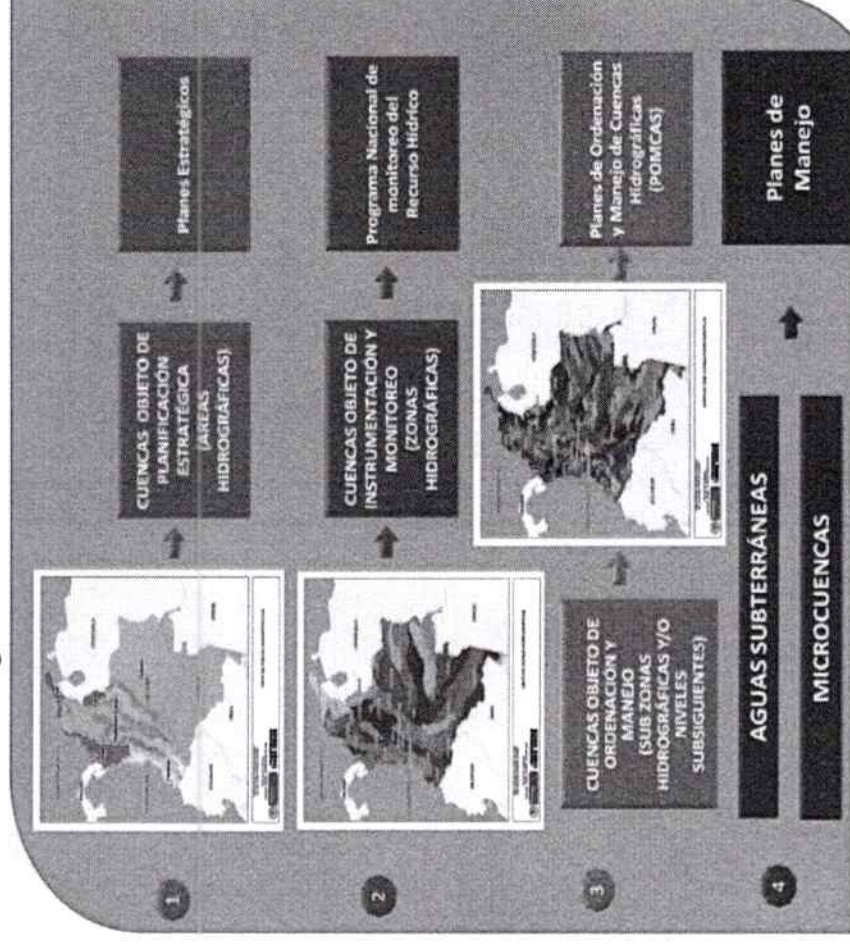 1
CUENCAS OBJETO DE
PLANIFICACIÓN
ESTRATÉGICA
(ÁREAS
HIDROGRÁFICAS)
Planes Estratégicos
2
CUENCAS OBJETO DE
INSTRUMENTACIÓN Y
MONITOREO
(ZONAS
HIDROGRÁFICAS)
Programa Nacional de
monitoreo del
Recurso Hídrico
3
CUENCAS OBJETO DE
ORDENACIÓN Y
MANEJO
(SUB ZONAS
HIDROGRÁFICAS Y/O
NIVELES
SUBSIGUIENTES)
Planes de Ordenación
y Manejo de Cuencas
Hidrográficas
(POMCAS)
4
AGUAS SUBTERRÁNEAS
MICROCUENCAS
Planes de
Manejo